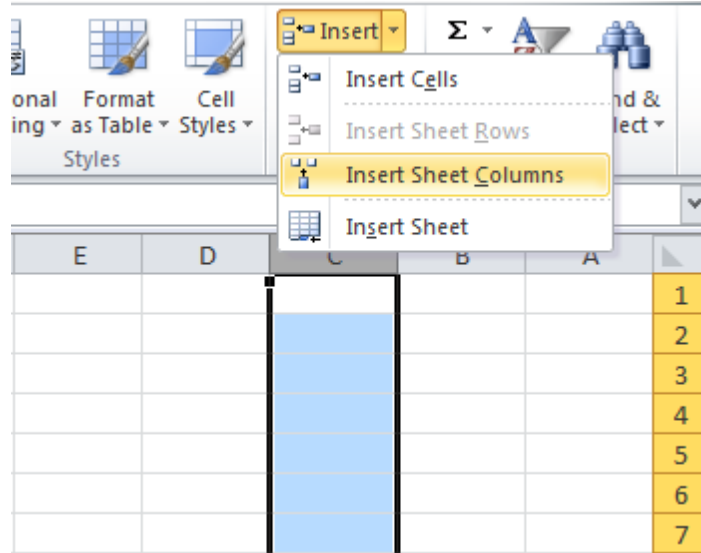 Insert
Σ
onal Format Cell
ing as Table Styles
Styles
Insert Cells
Insert Sheet Rows
Insert Sheet Columns
Insert Sheet
nd &
lect
E D C B A
1
2
3
4
5
6
7